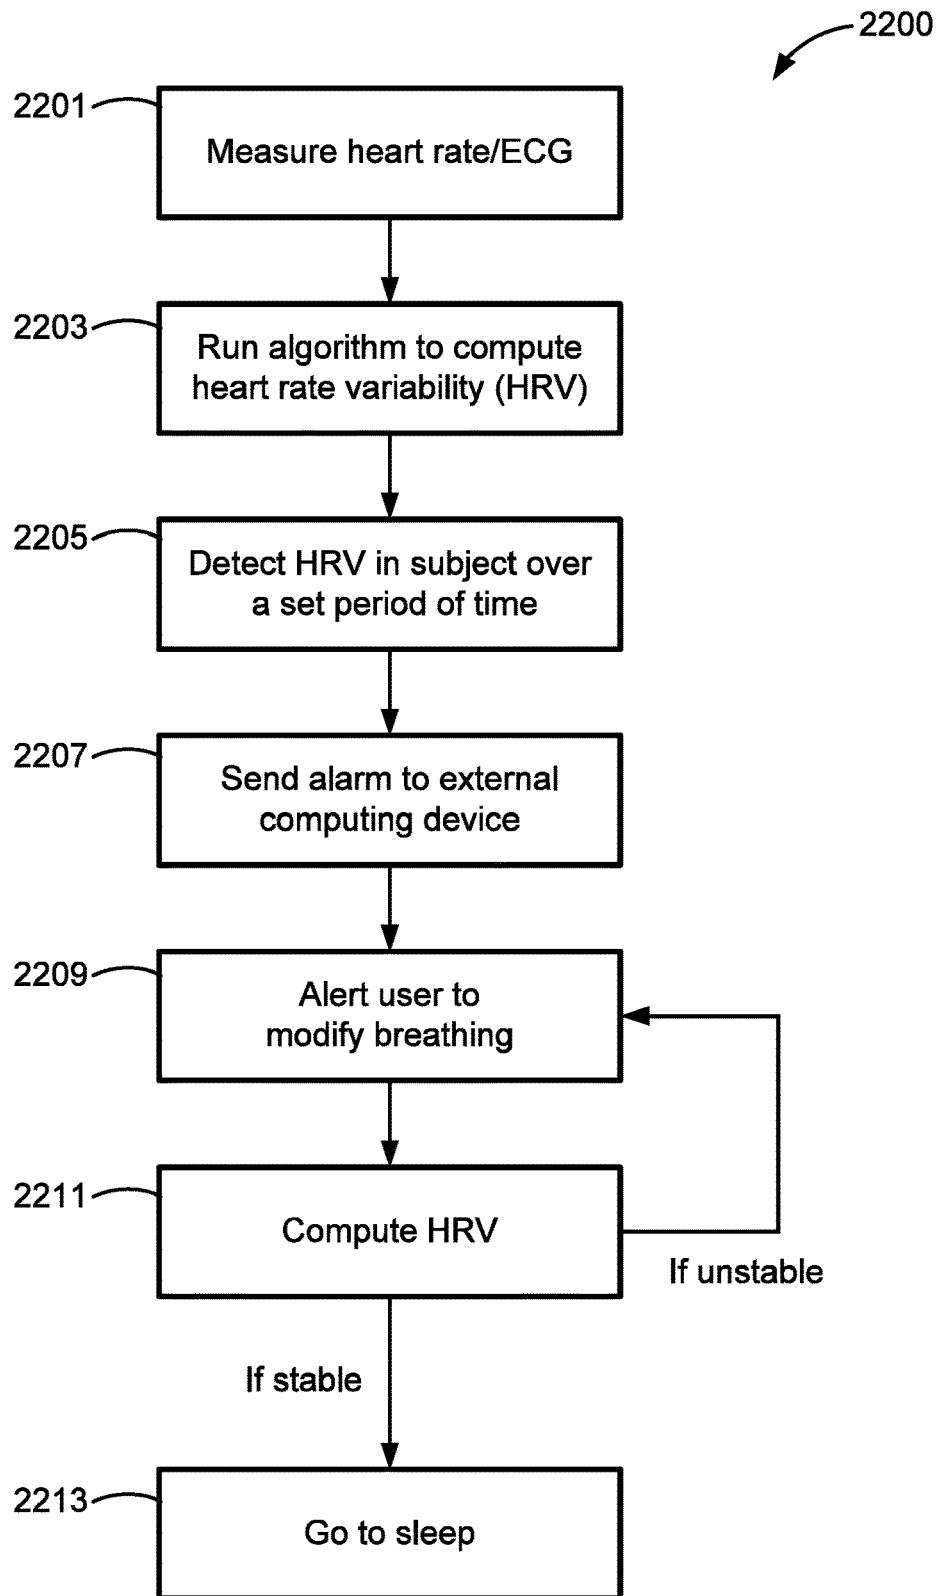 2200
2201
Measure heart rate/ECG
2203
Run algorithm to compute
heart rate variability (HRV)
2205
Detect HRV in subject over
a set period of time
2207
Send alarm to external
computing device
2209
Alert user to
modify breathing
2211
Compute HRV
If unstable
If stable
2213
Go to sleep